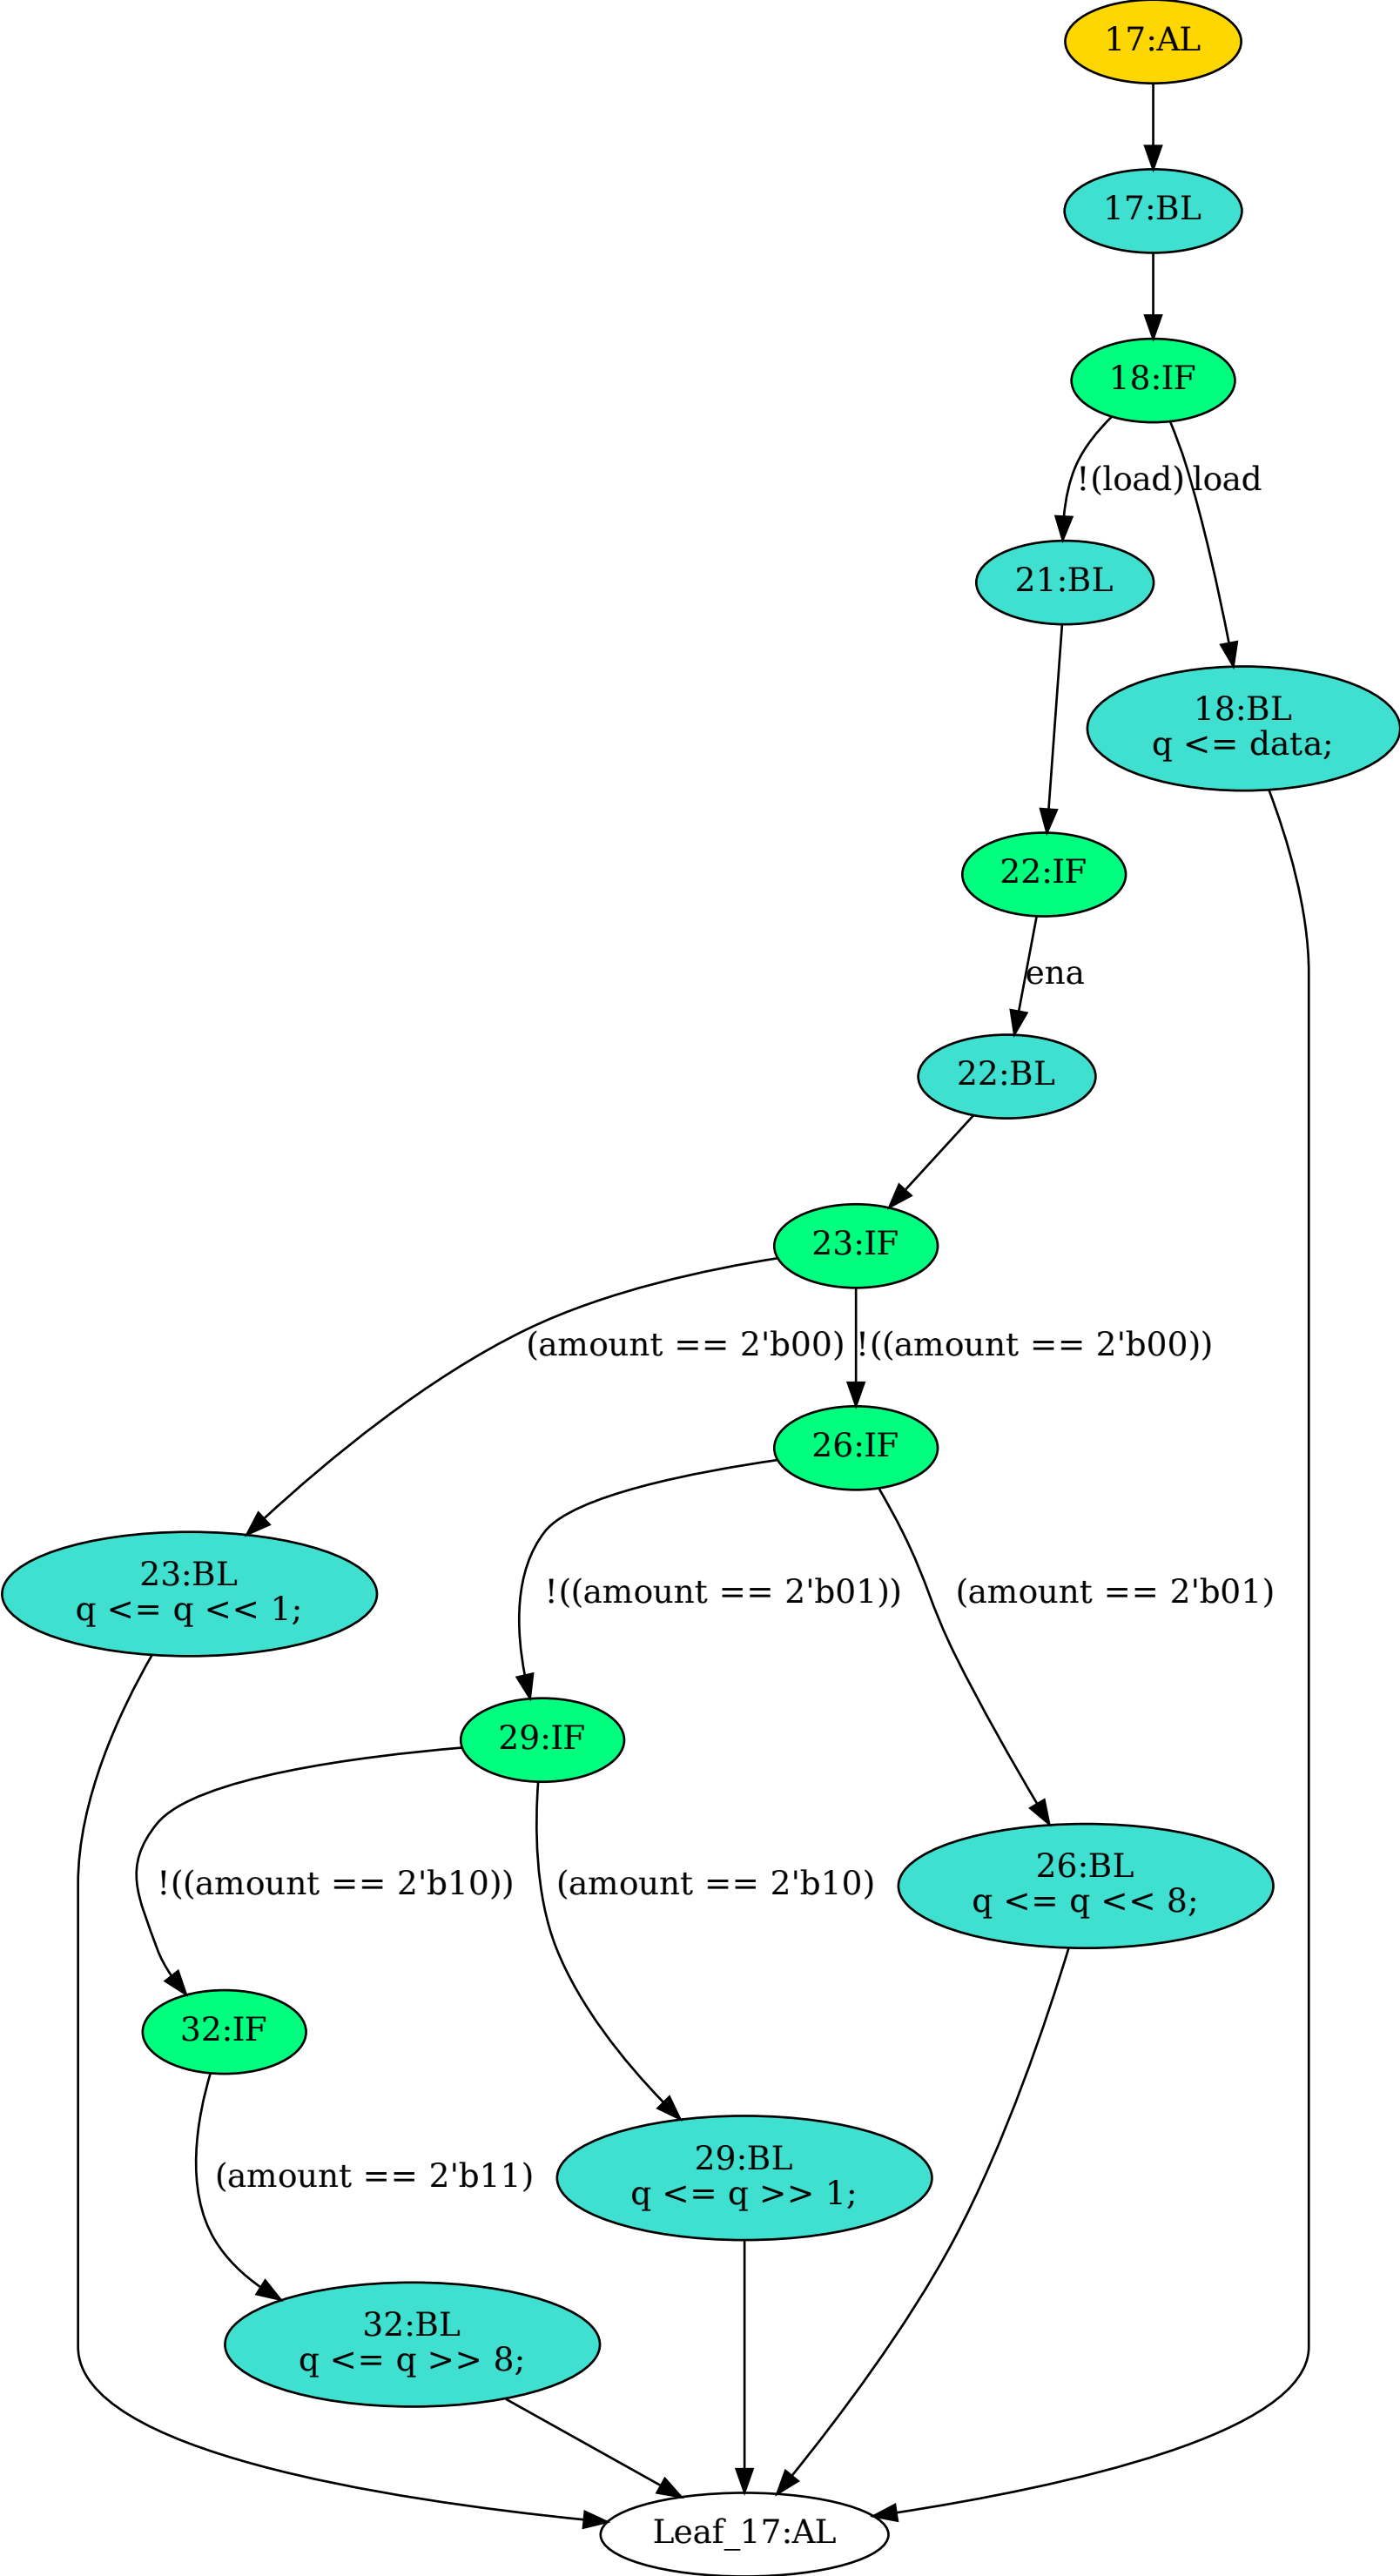 17:AL
17:BL
18:IF
!(load)
load
21:BL
18:BL
q <= data;
22:IF
ena
22:BL
23:IF
(amount == 2'b00)
!((amount == 2'b00))
26:IF
23:BL
q <= q << 1;
!((amount == 2'b01))
(amount == 2'b01)
29:IF
!((amount == 2'b10))
(amount == 2'b10)
26:BL
q <= q << 8;
32:IF
(amount == 2'b11)
29:BL
q <= q >> 1;
32:BL
q <= q >> 8;
Leaf_17:AL